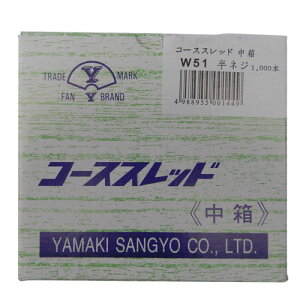 コーススレッド 中箱
W51 半ネジ 1,000本
4 988955 001449
TRADE Y MARK
FAN BRAND
コーススレッド
《中箱》
YAMAKI SANGYO CO., LTD.